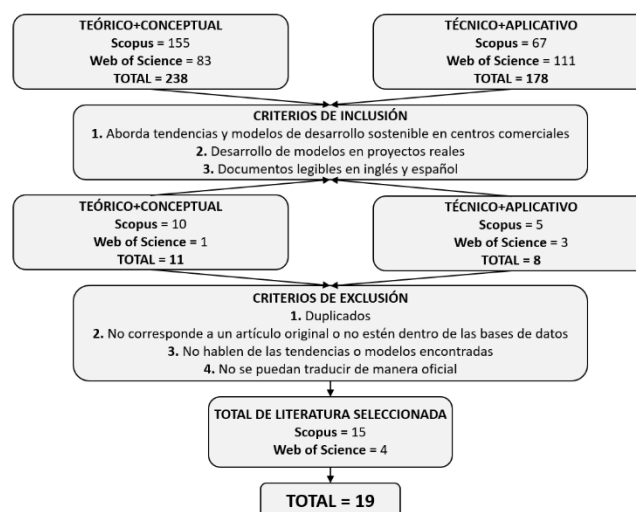 TEÓRICO+CONCEPTUAL
Scopus = 155
Web of Science = 83
TOTAL = 238
TÉCNICO+APLICATIVO
Scopus = 67
Web of Science = 111
TOTAL = 178
CRITERIOS DE INCLUSIÓN
1. Aborda tendencias y modelos de desarrollo sostenible en centros comerciales
2. Desarrollo de modelos en proyectos reales
3. Documentos legibles en inglés y español
TEÓRICO+CONCEPTUAL
Scopus = 10
Web of Science = 1
TOTAL = 11
TÉCNICO+APLICATIVO
Scopus = 5
Web of Science = 3
TOTAL = 8
CRITERIOS DE EXCLUSIÓN
1. Duplicados
2. No corresponde a un artículo original o no estén dentro de las bases de datos
3. No hablen de las tendencias o modelos encontradas
4. No se puedan traducir de manera oficial
TOTAL DE LITERATURA SELECCIONADA
Scopus = 15
Web of Science = 4
TOTAL = 19